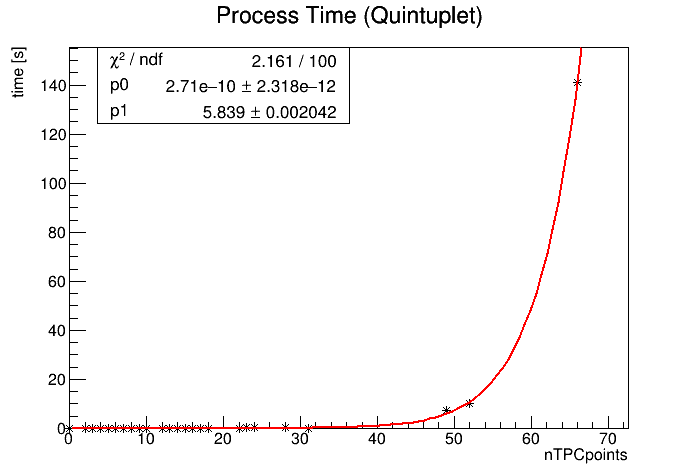 Process Time (Quintuplet)
time [s]
χ² / ndf 2.161 / 100
p0 2.71e–10 ± 2.318e–12
p1 5.839 ± 0.002042
140
120
100
80
60
40
20
0
0 10 20 30 40 50 60 70
nTPCpoints